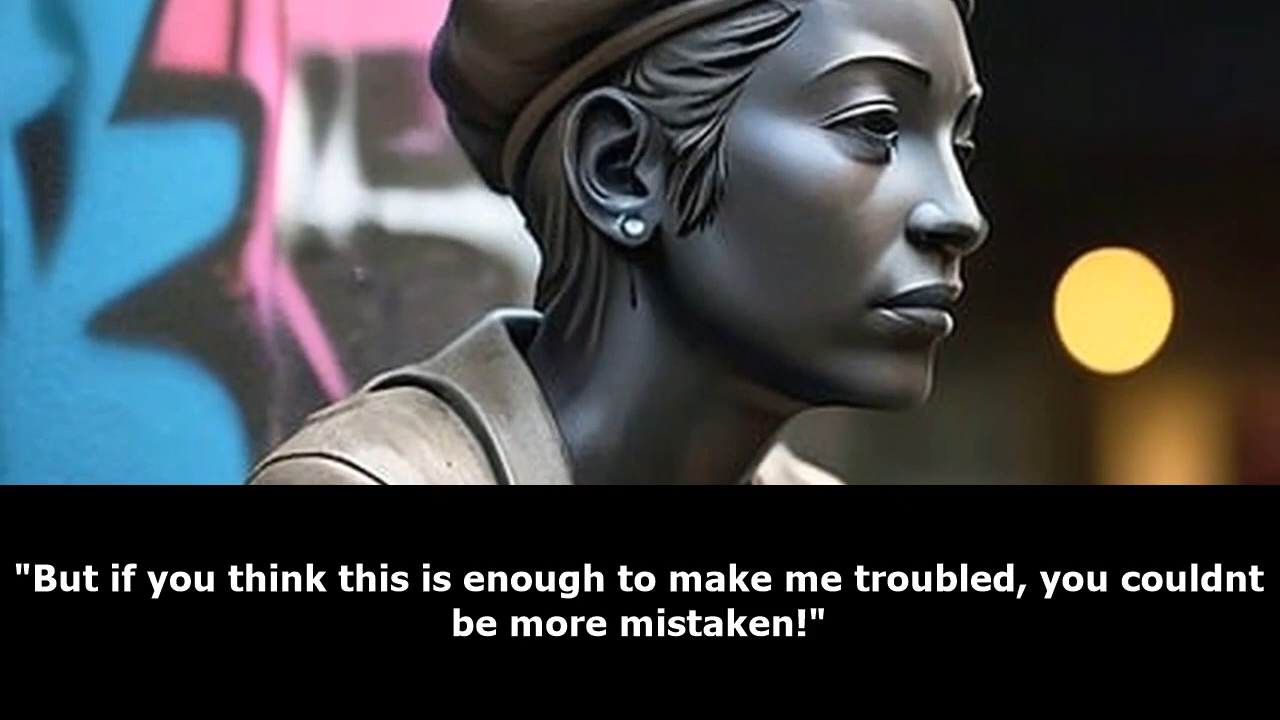 "But if you think this is enough to make me troubled, you couldnt
be more mistaken!"